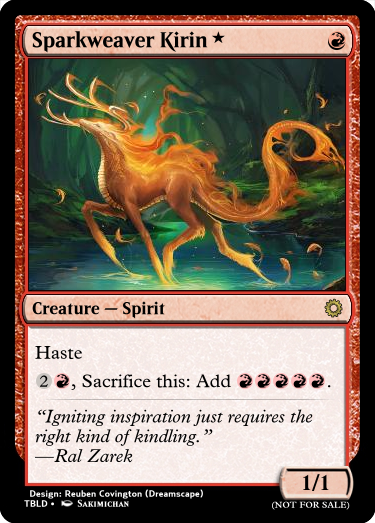 Sparkweaver Kirin ★
Creature — Spirit
Haste
2, Sacrifice this: Add .
“Igniting inspiration just requires the
right kind of kindling.”
—Ral Zarek
1/1
Design: Reuben Covington (Dreamscape)
TBLD • Sakimichan
(NOT FOR SALE)